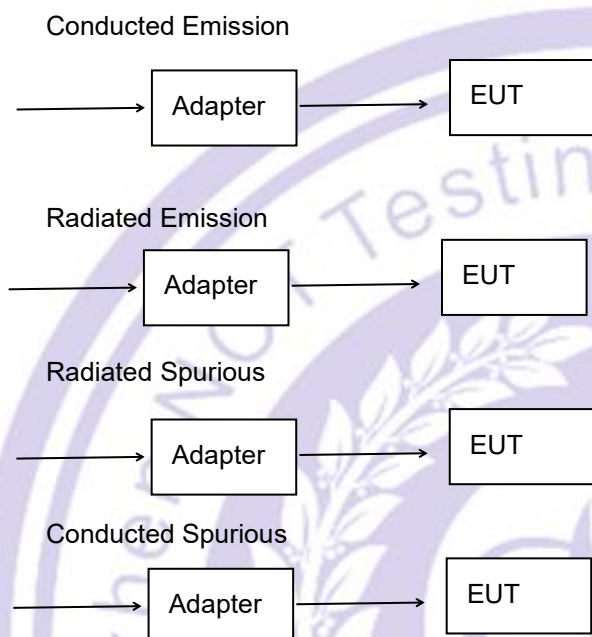 Conducted Emission
Adapter
EUT
Radiated Emission
Adapter
EUT
Radiated Spurious
Adapter
EUT
Conducted Spurious
Adapter
EUT